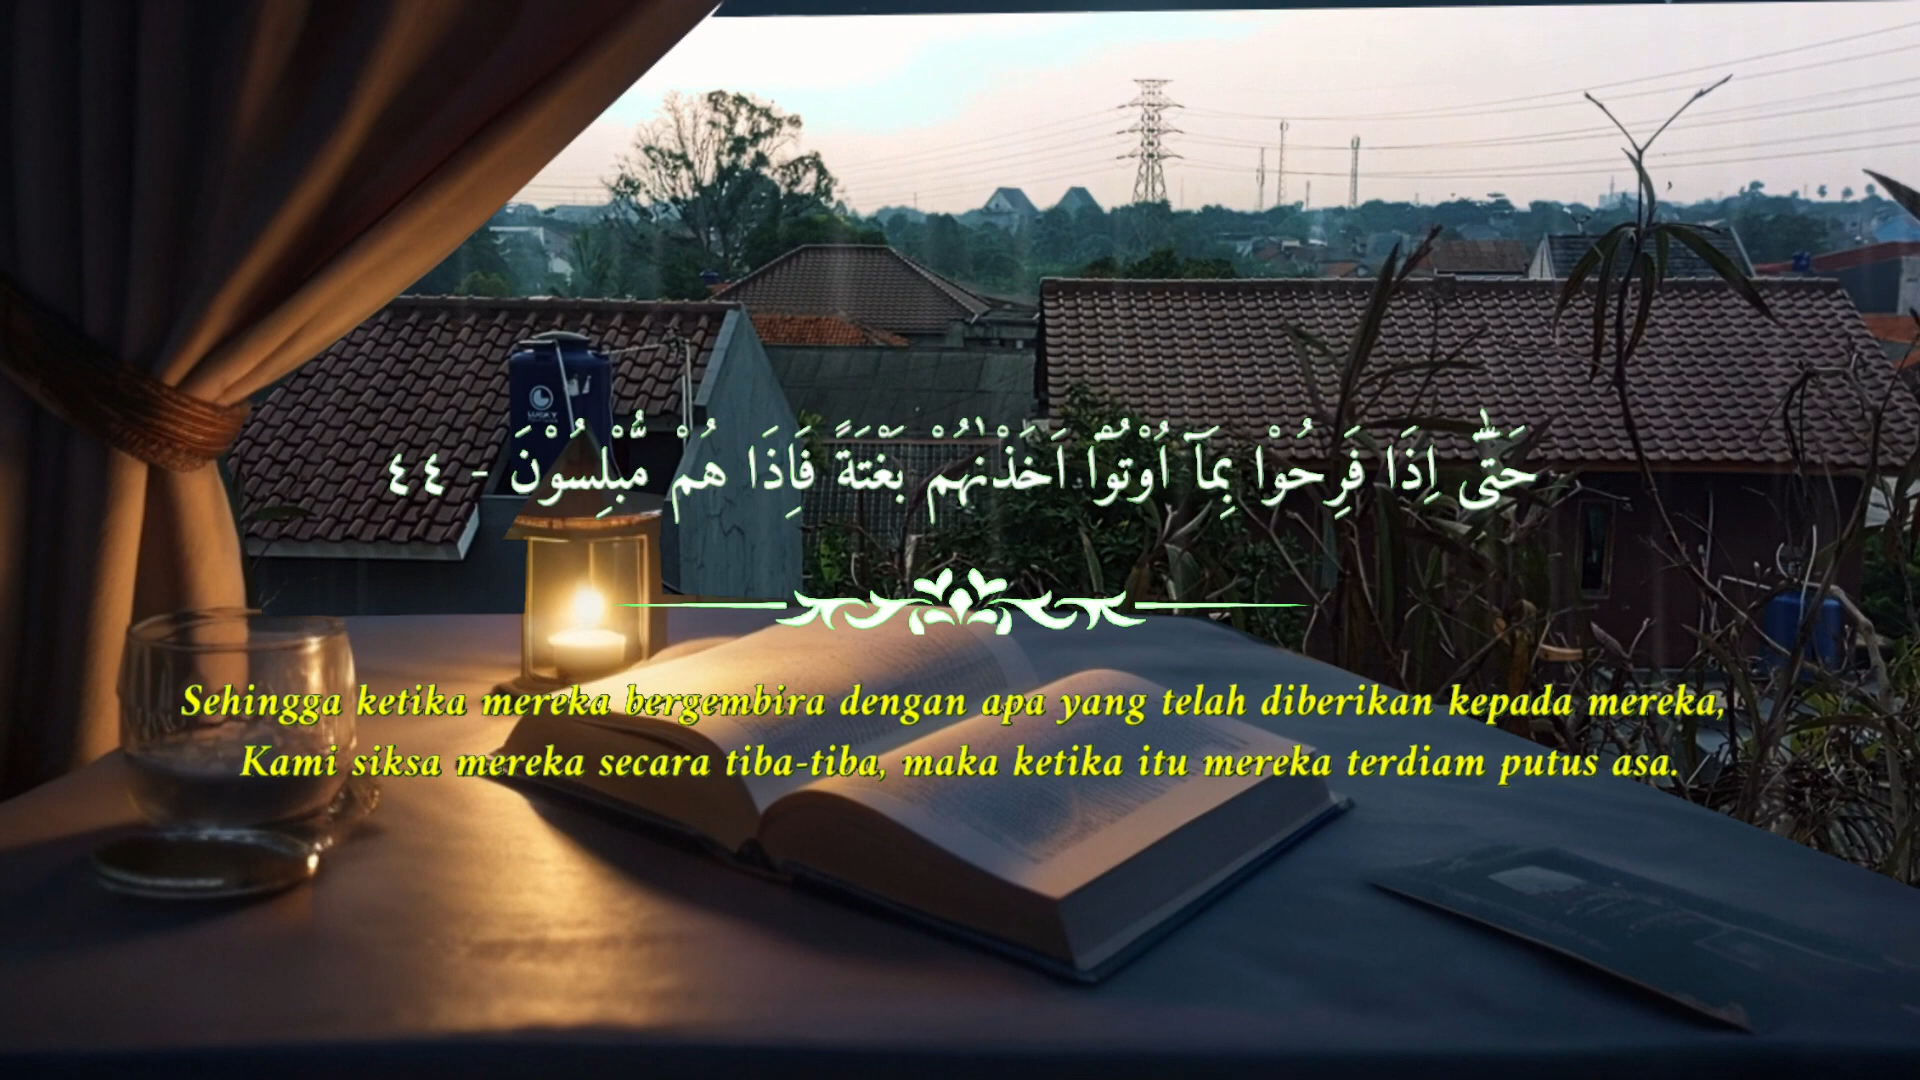 حَتّٰىٓ اِذَا فَرِحُوْا بِمَآ اُوْتُوْٓا اَخَذْنٰهُمْ بَغْتَةً فَاِذَا هُمْ مُّبْلِسُوْنَ - ٤٤
Sehingga ketika mereka bergembira dengan apa yang telah diberikan kepada mereka,
Kami siksa mereka secara tiba-tiba, maka ketika itu mereka terdiam putus asa.
LUCKY